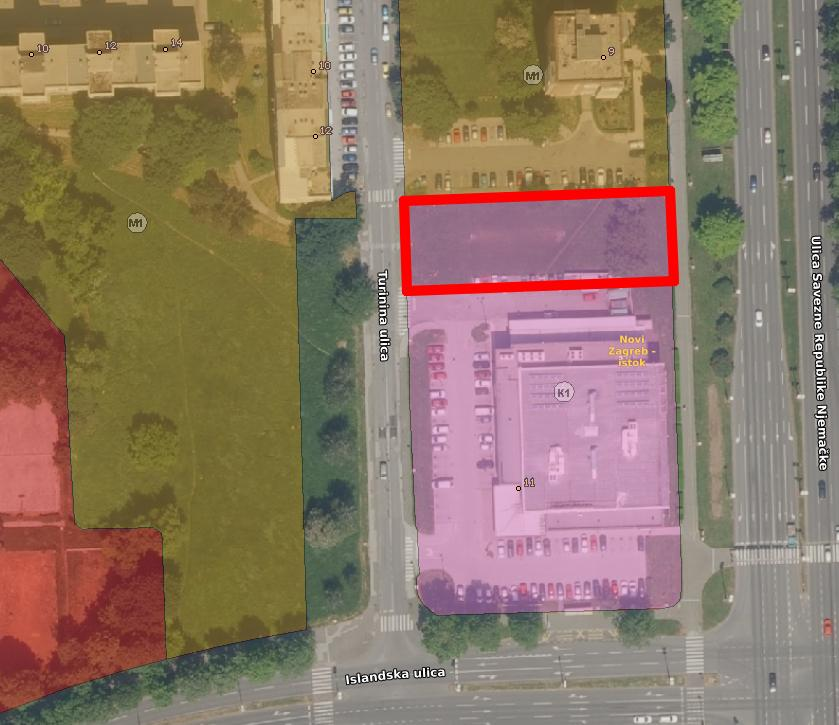 10
12
14
10
12
9
M1
M1
Turinina ulica
Ulica Savezne Republike Njemačke
Novi
Zagreb -
istok
K1
11
Islandska ulica